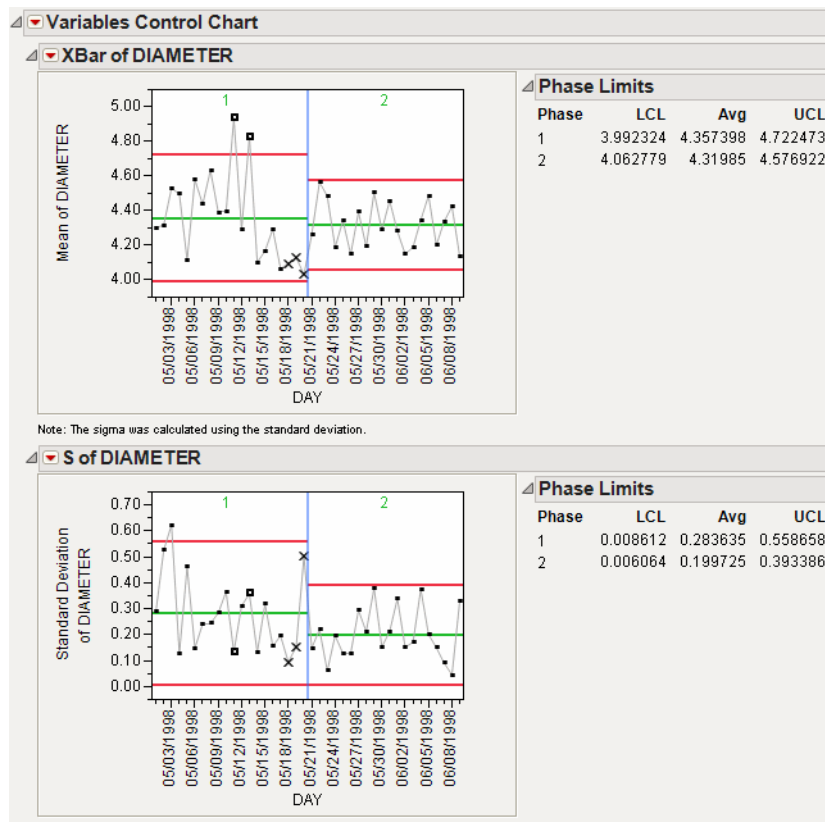 Variables Control Chart
XBar of DIAMETER
Mean of DIAMETER
5.00
4.80
4.60
4.40
4.20
4.00
1
2
05/03/1998
05/06/1998
05/09/1998
05/12/1998
05/15/1998
05/18/1998
05/21/1998
05/24/1998
05/27/1998
05/30/1998
06/02/1998
06/05/1998
06/08/1998
DAY
Phase Limits
Phase LCL Avg UCL
1 3.992324 4.357398 4.722473
2 4.062779 4.31985 4.576922
Note: The sigma was calculated using the standard deviation.
S of DIAMETER
Standard Deviation
of DIAMETER
0.70
0.60
0.50
0.40
0.30
0.20
0.10
0.00
1
2
05/03/1998
05/06/1998
05/09/1998
05/12/1998
05/15/1998
05/18/1998
05/21/1998
05/24/1998
05/27/1998
05/30/1998
06/02/1998
06/05/1998
06/08/1998
DAY
Phase Limits
Phase LCL Avg UCL
1 0.008612 0.283635 0.558658
2 0.006064 0.199725 0.393386